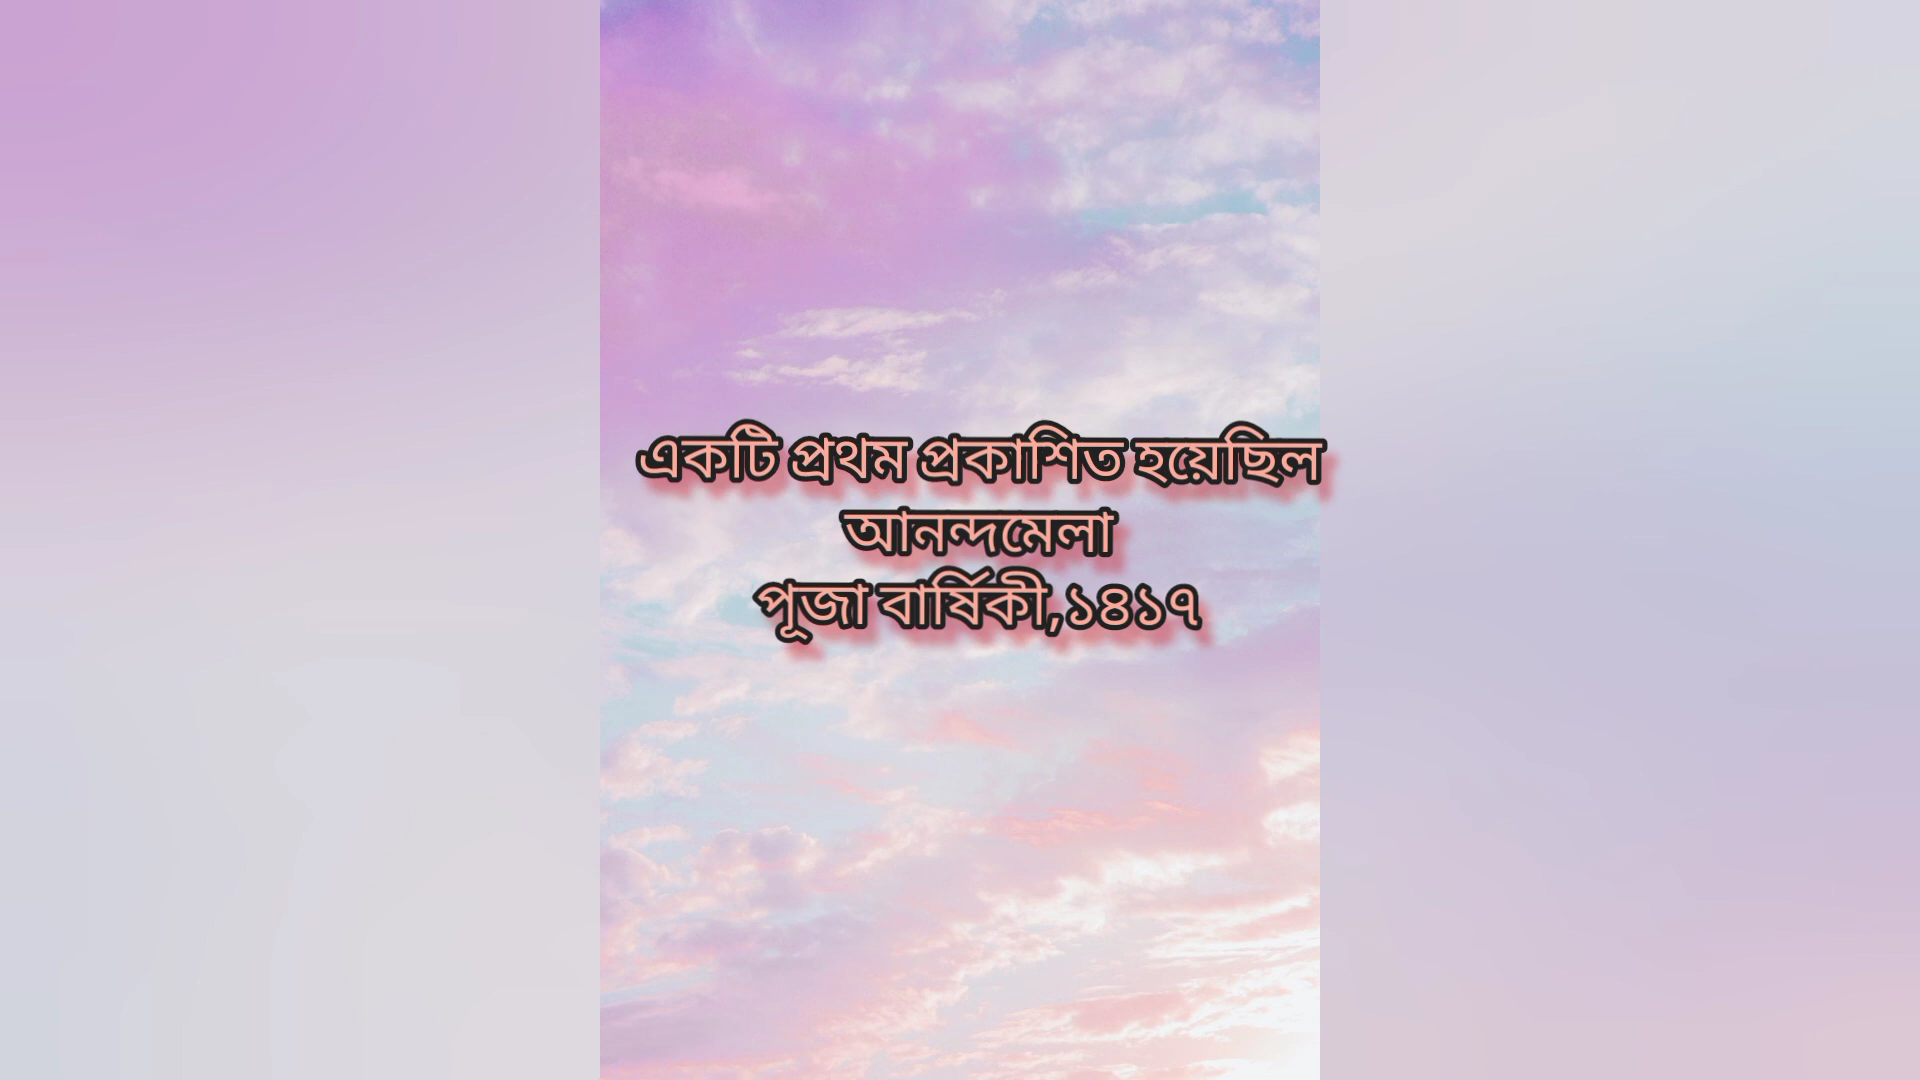 একটি প্রথম প্রকাশিত হয়েছিল
আনন্দমেলা
পূজা বার্ষিকী,১৪১৭